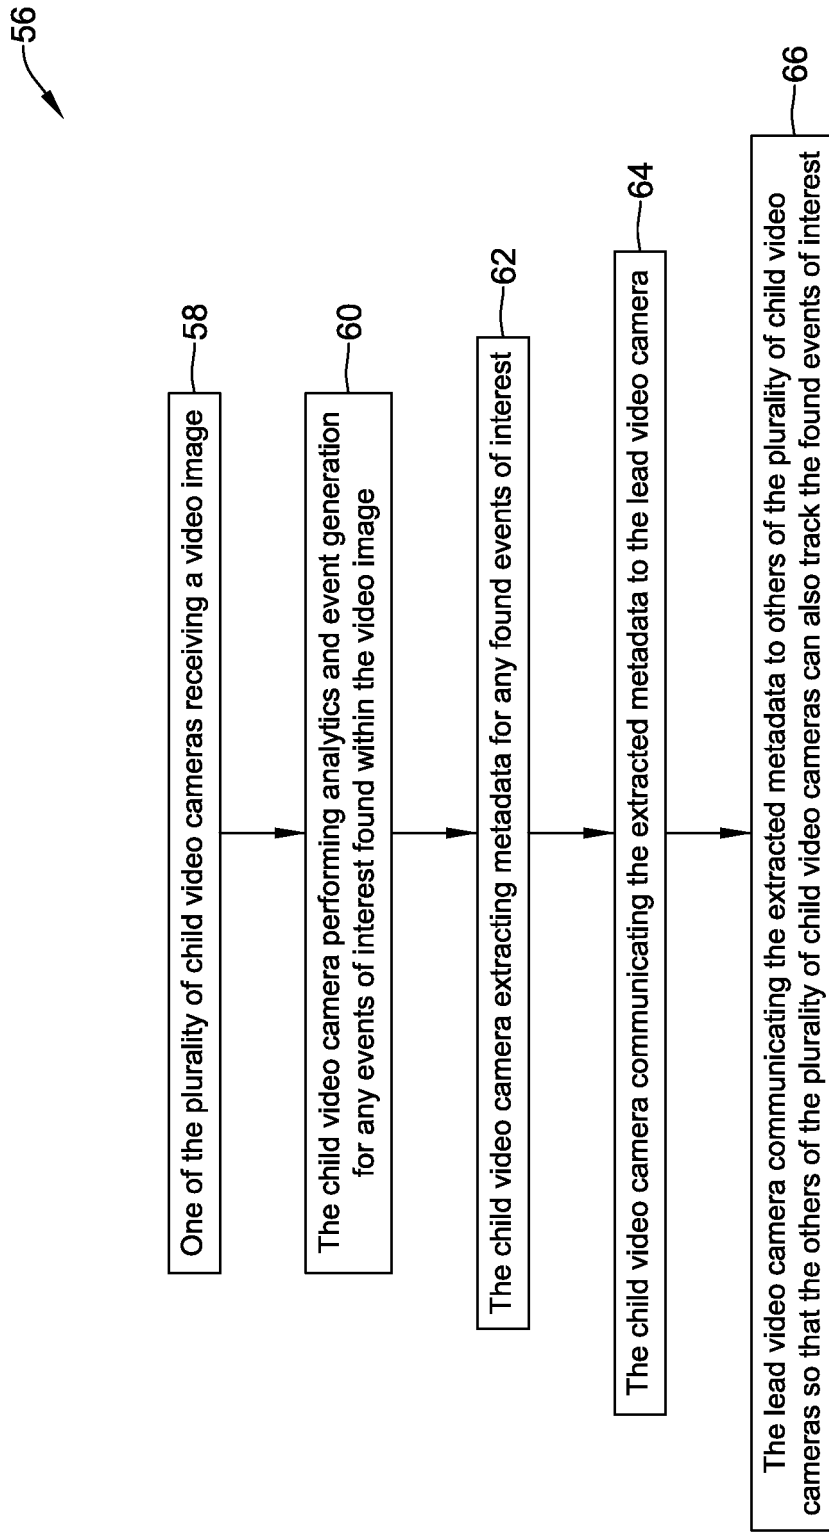 56
58
One of the plurality of child video cameras receiving a video image
60
The child video camera performing analytics and event generation
for any events of interest found within the video image
62
The child video camera extracting metadata for any found events of interest
64
The child video camera communicating the extracted metadata to the lead video camera
66
The lead video camera communicating the extracted metadata to others of the plurality of child video
cameras so that the others of the plurality of child video cameras can also track the found events of interest